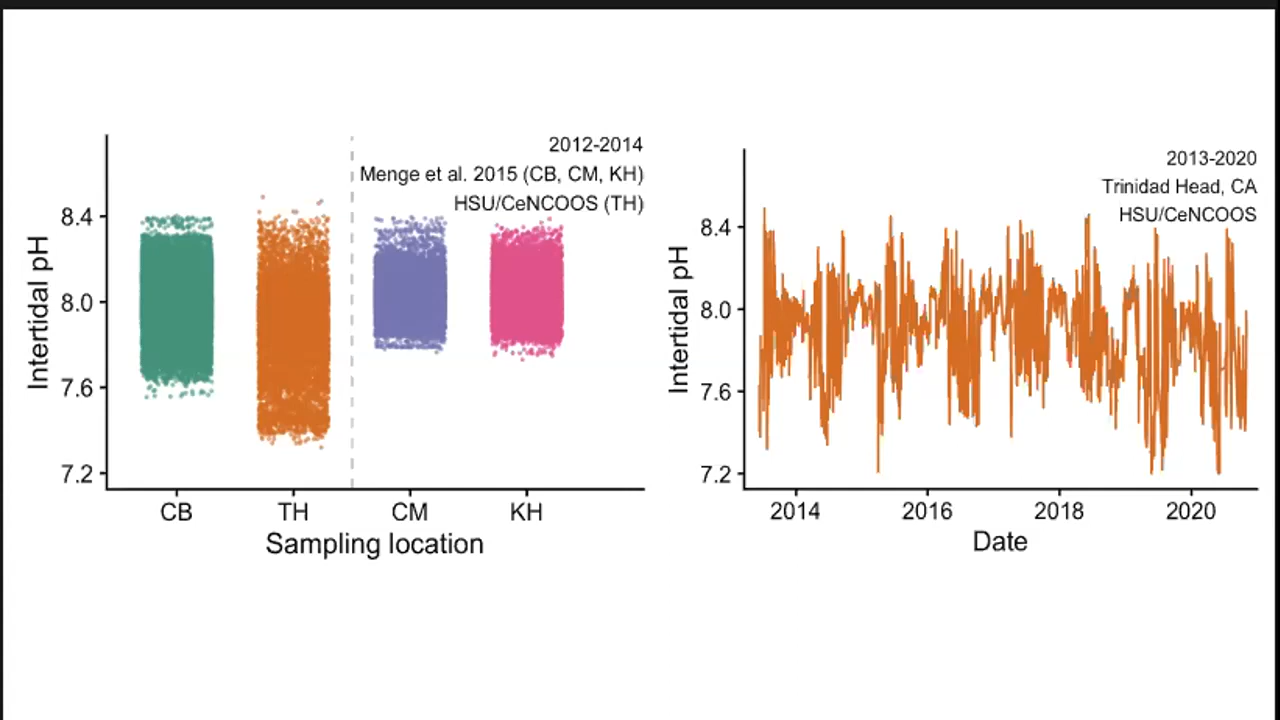 2012-2014
Menge et al. 2015 (CB, CM, KH)
HSU/CeNCOOS (TH)
Intertidal pH
8.4
8.0
7.6
7.2
CB TH CM KH
Sampling location
2013-2020
Trinidad Head, CA
HSU/CeNCOOS
Intertidal pH
8.4
8.0
7.6
7.2
2014 2016 2018 2020
Date